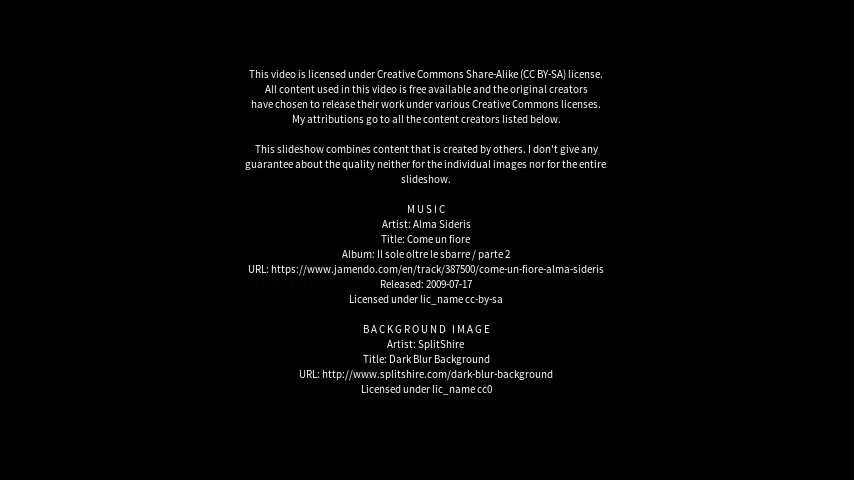 This video is licensed under Creative Commons Share-Alike (CC BY-SA) license.
All content used in this video is free available and the original creators
have chosen to release their work under various Creative Commons licenses.
My attributions go to all the content creators listed below.
This slideshow combines content that is created by others. I don't give any
guarantee about the quality neither for the individual images nor for the entire
slideshow.
MUSIC
Artist: Alma Sideris
Title: Come un fiore
Album: Il sole oltre le sbarre / parte 2
URL: https://www.jamendo.com/en/track/387500/come-un-fiore-alma-sideris
Released: 2009-07-17
Licensed under lic_name cc-by-sa
BACKGROUND IMAGE
Artist: SplitShire
Title: Dark Blur Background
URL: http://www.splitshire.com/dark-blur-background
Licensed under lic_name cc0